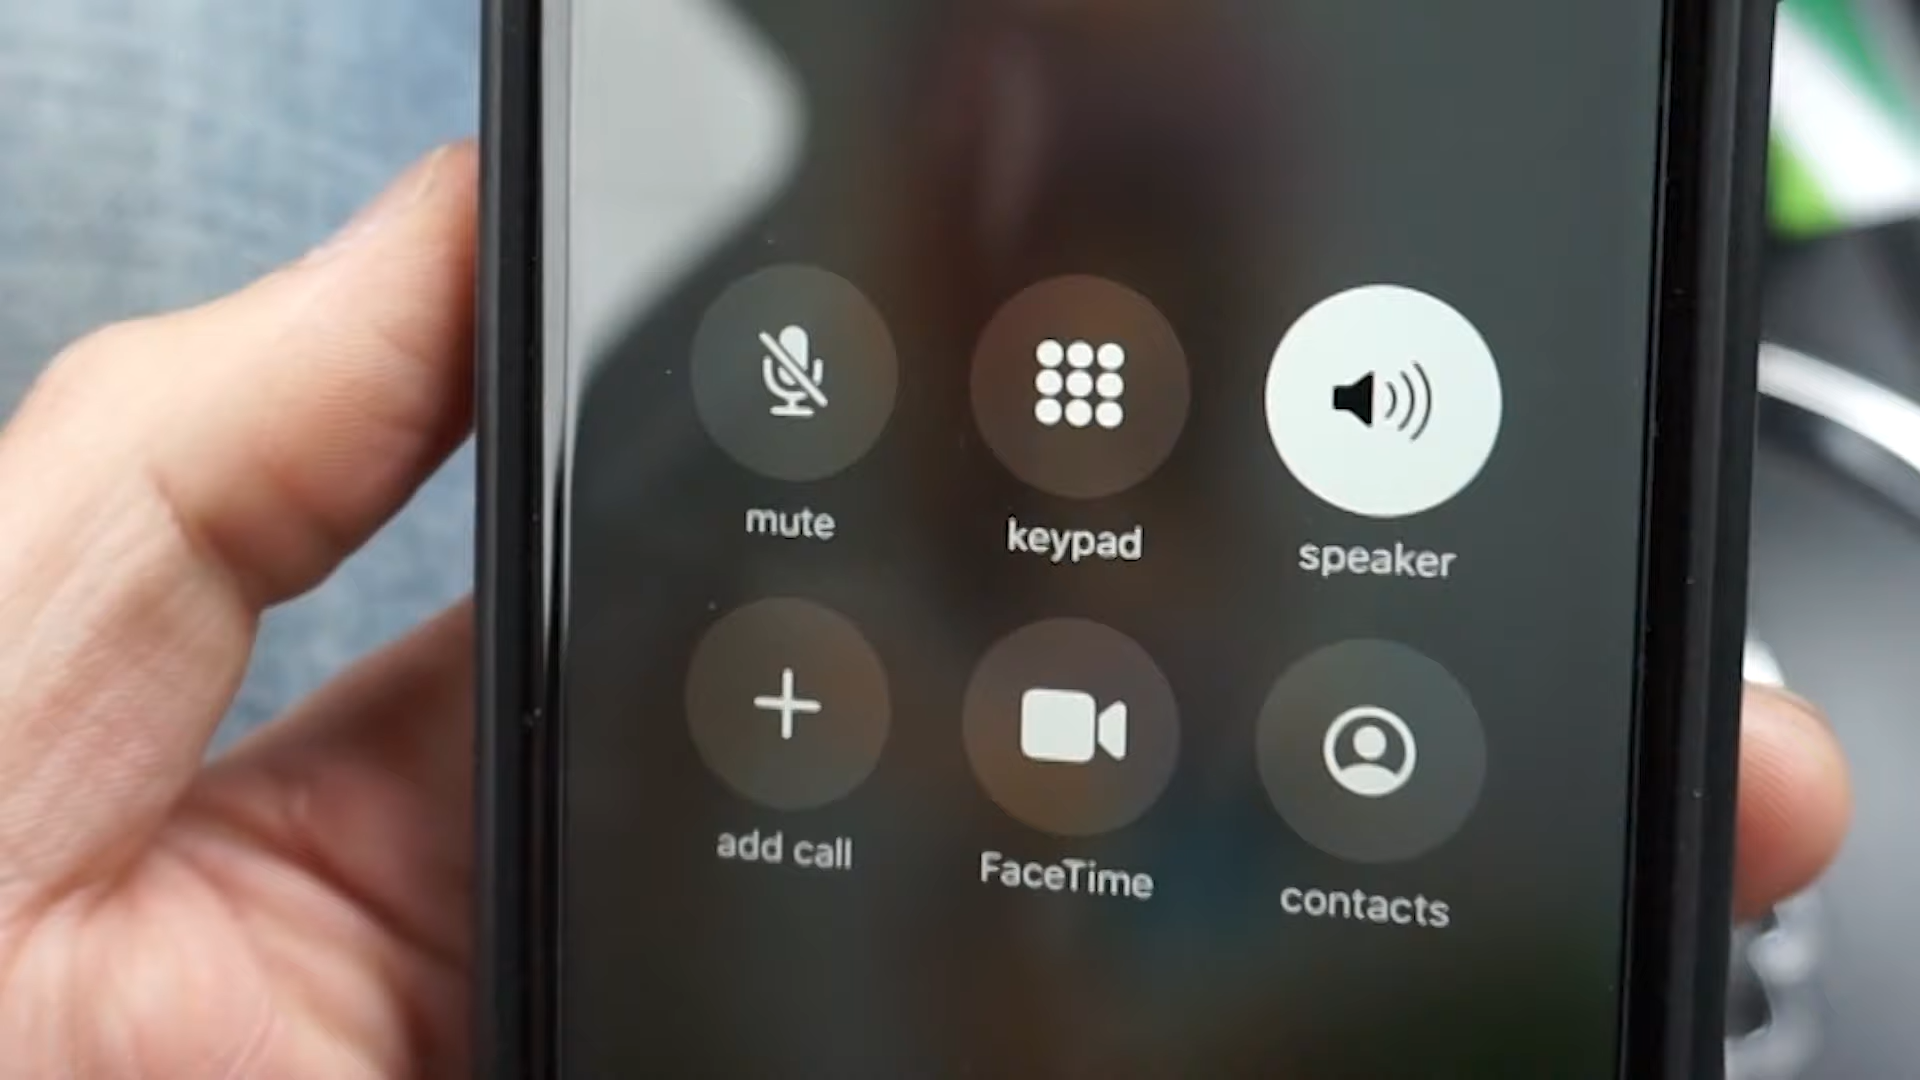 mute
keypad
speaker
add call
FaceTime
contacts